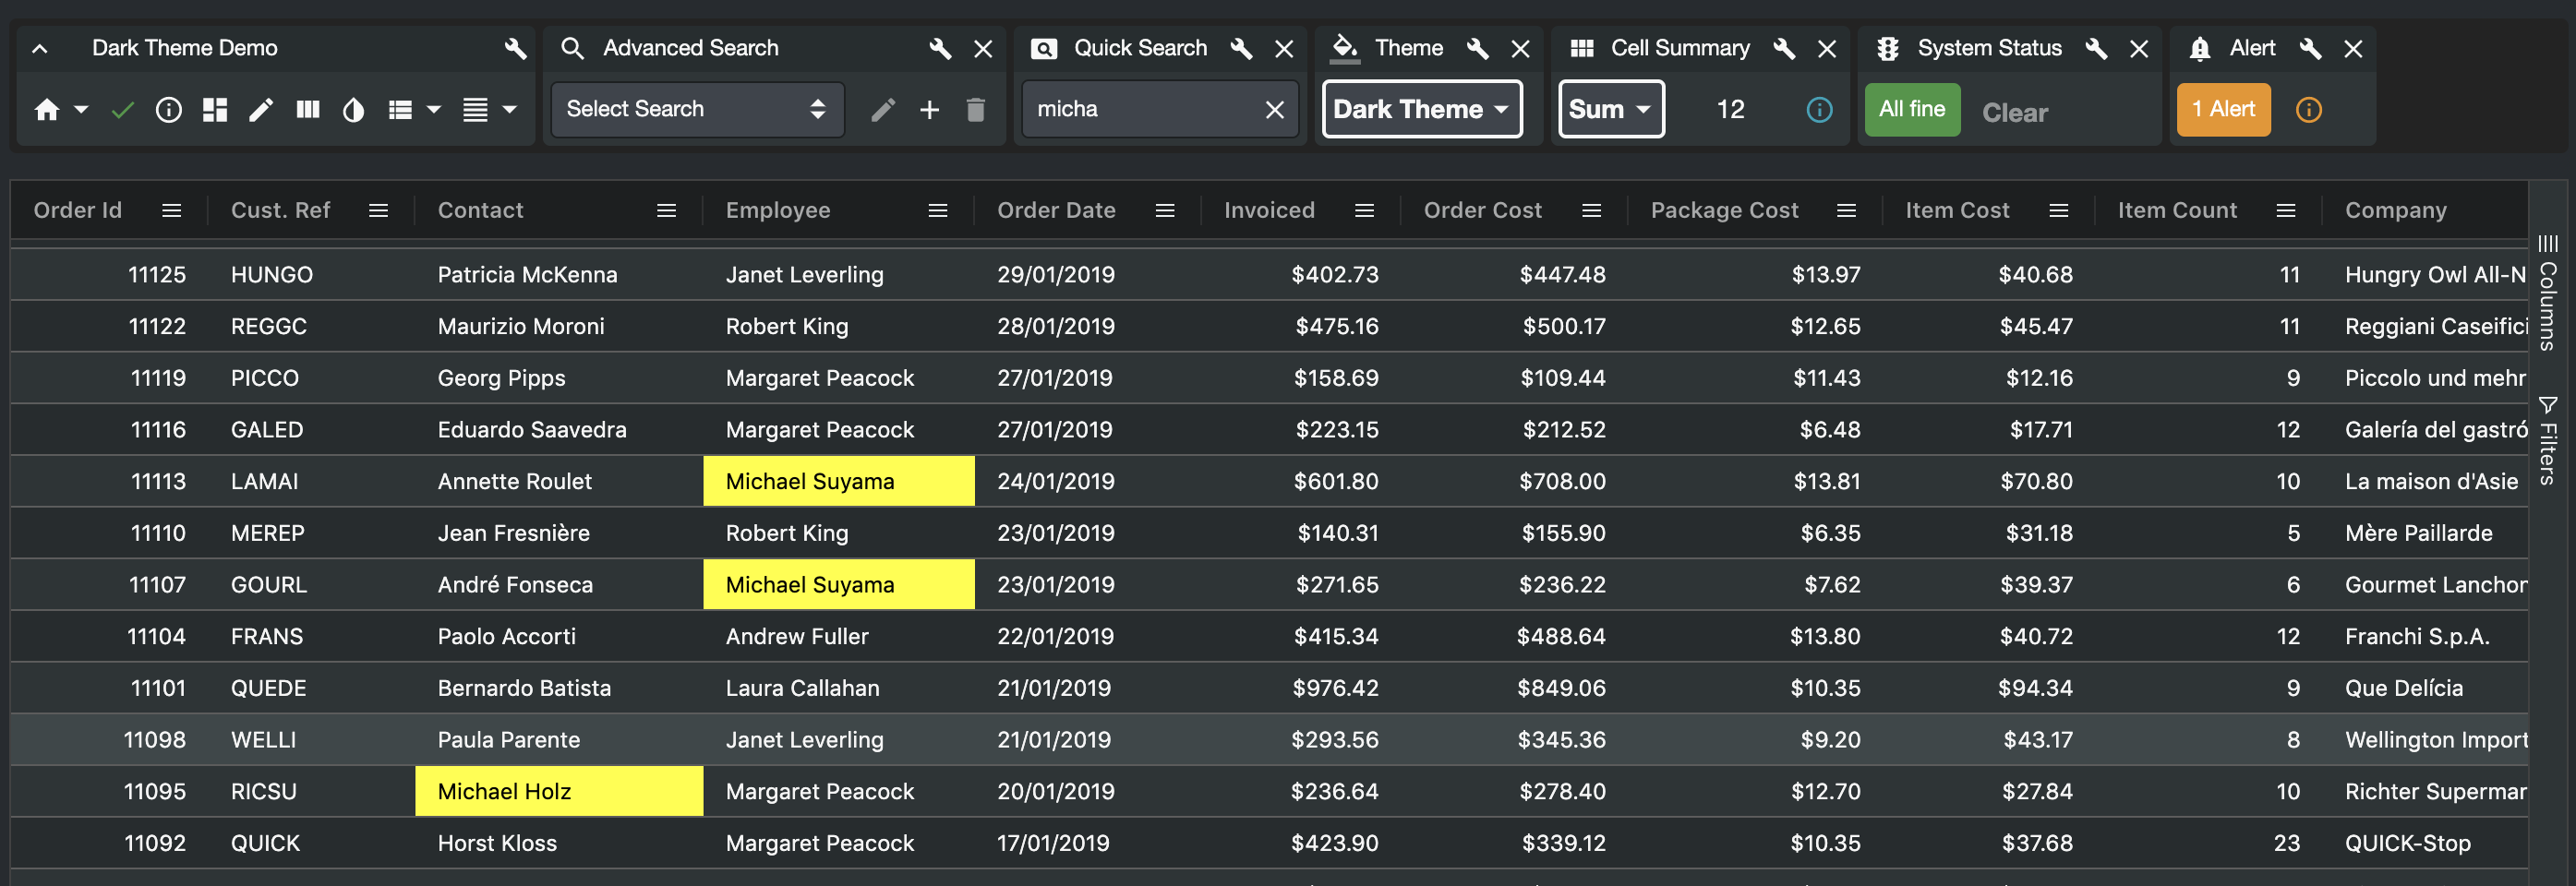 Dark Theme Demo Advanced Search Quick Search Theme Cell Summary System Status Alert
Select Search micha Dark Theme Sum 12 All fine Clear 1 Alert
Order Id Cust. Ref Contact Employee Order Date Invoiced Order Cost Package Cost Item Cost Item Count Company
11125 HUNGO Patricia McKenna Janet Leverling 29/01/2019 $402.73 $447.48 $13.97 $40.68 11 Hungry Owl All-N
11122 REGGC Maurizio Moroni Robert King 28/01/2019 $475.16 $500.17 $12.65 $45.47 11 Reggiani Caseifici
11119 PICCO Georg Pipps Margaret Peacock 27/01/2019 $158.69 $109.44 $11.43 $12.16 9 Piccolo und mehr
11116 GALED Eduardo Saavedra Margaret Peacock 27/01/2019 $223.15 $212.52 $6.48 $17.71 12 Galería del gastró
11113 LAMAI Annette Roulet Michael Suyama 24/01/2019 $601.80 $708.00 $13.81 $70.80 10 La maison d'Asie
11110 MEREP Jean Fresnière Robert King 23/01/2019 $140.31 $155.90 $6.35 $31.18 5 Mère Paillarde
11107 GOURL André Fonseca Michael Suyama 23/01/2019 $271.65 $236.22 $7.62 $39.37 6 Gourmet Lanchon
11104 FRANS Paolo Accorti Andrew Fuller 22/01/2019 $415.34 $488.64 $13.80 $40.72 12 Franchi S.p.A.
11101 QUEDE Bernardo Batista Laura Callahan 21/01/2019 $976.42 $849.06 $10.35 $94.34 9 Que Delícia
11098 WELLI Paula Parente Janet Leverling 21/01/2019 $293.56 $345.36 $9.20 $43.17 8 Wellington Import
11095 RICSU Michael Holz Margaret Peacock 20/01/2019 $236.64 $278.40 $12.70 $27.84 10 Richter Supermar
11092 QUICK Horst Kloss Margaret Peacock 17/01/2019 $423.90 $339.12 $10.35 $37.68 23 QUICK-Stop
Columns
Filters